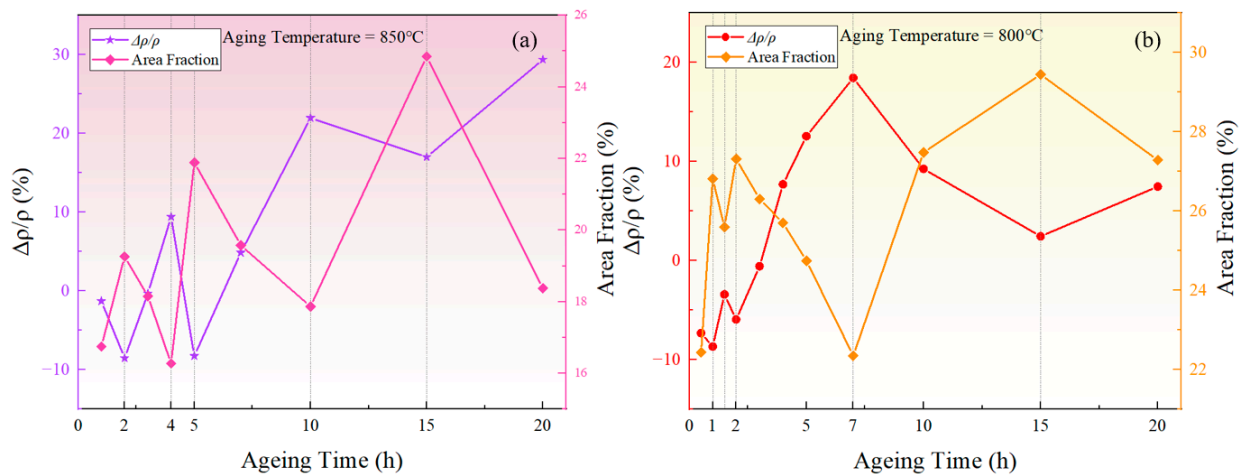 Δρ/ρ
Area Fraction
Aging Temperature = 850°C
(a)
Δρ/ρ (%)
30
20
10
0
−10
26
24
22
20
18
16
Area Fraction (%)
0 2 4 5 10 15 20
Ageing Time (h)
Δρ/ρ
Area Fraction
Aging Temperature = 800°C
(b)
Δρ/ρ (%)
20
10
0
−10
30
28
26
24
22
Area Fraction (%)
0 1 2 5 7 10 15 20
Ageing Time (h)